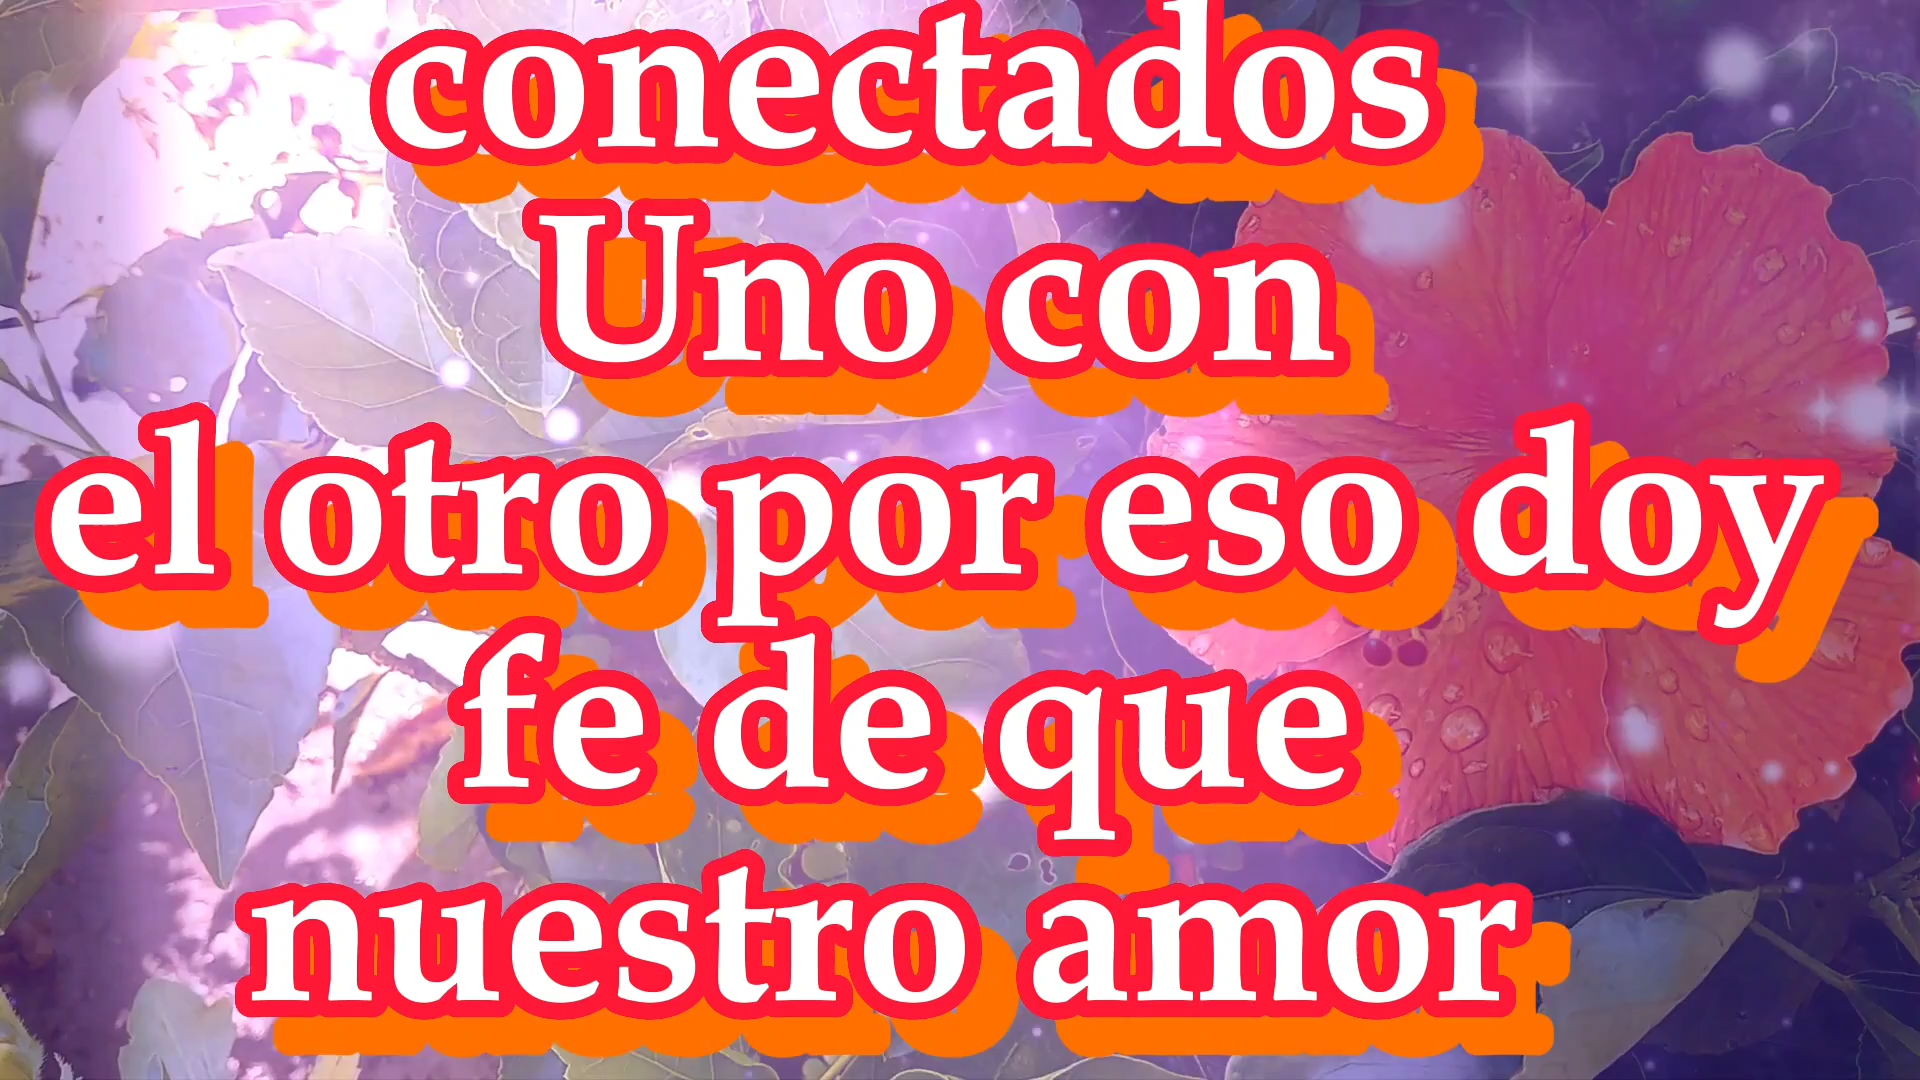 conectados
Uno con
el otro por eso doy
fe de que
nuestro amor